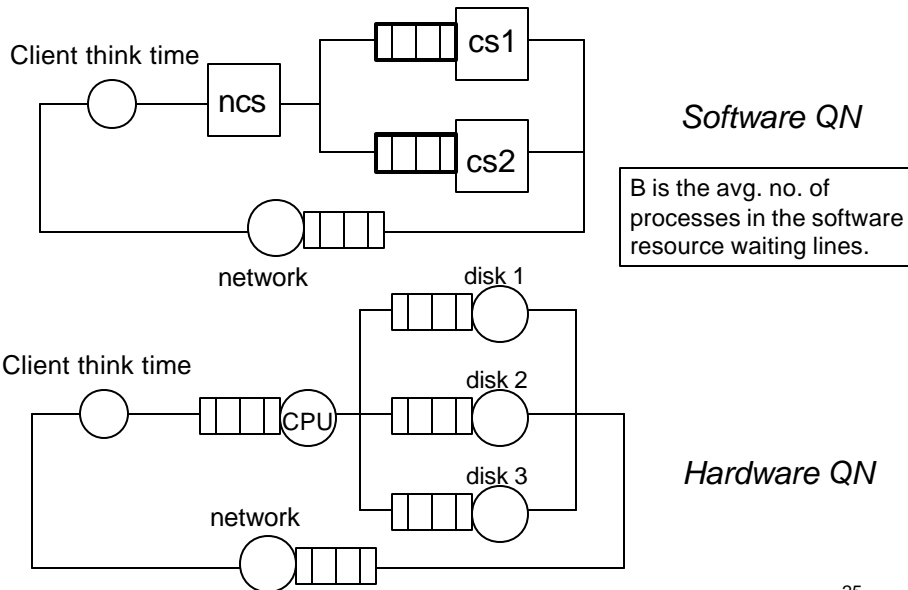 Client think time
ncs
cs1
cs2
Software QN
B is the avg. no. of
processes in the software
resource waiting lines.
network
disk 1
Client think time
CPU
disk 2
disk 3
Hardware QN
network